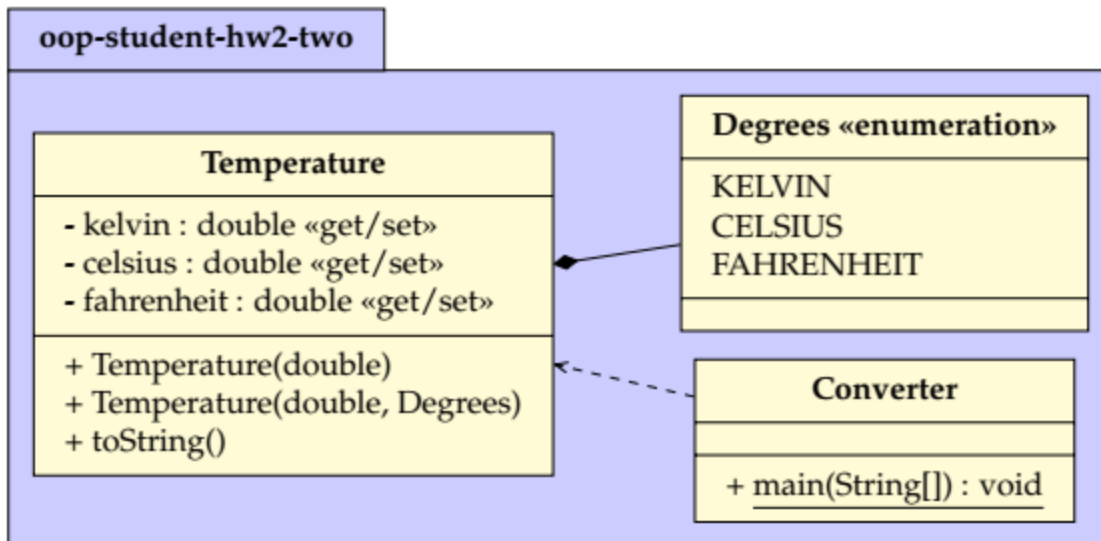 oop-student-hw2-two
Temperature
- kelvin : double «get/set»
- celsius : double «get/set»
- fahrenheit : double «get/set»
+ Temperature(double)
+ Temperature(double, Degrees)
+ toString()
Degrees «enumeration»
KELVIN
CELSIUS
FAHRENHEIT
Converter
+ main(String[]) : void